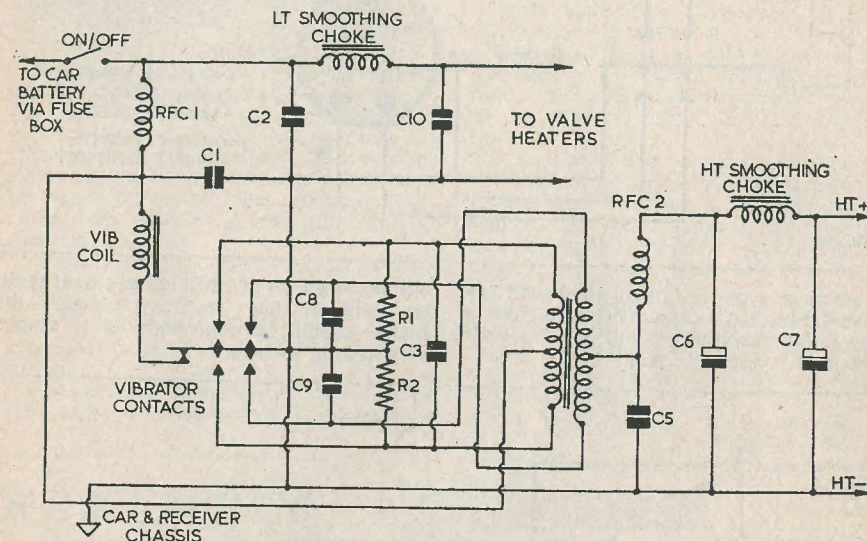 LT SMOOTHING
CHOKE
ON/OFF
TO CAR
BATTERY
VIA FUSE
BOX
RFC 1
C2
C10
TO VALVE
HEATERS
C1
HT SMOOTHING
CHOKE
RFC 2
HT+
VIB
COIL
C8
R1
C3
C6
C7
C9
R2
VIBRATOR
CONTACTS
C5
HT−
CAR & RECEIVER
CHASSIS